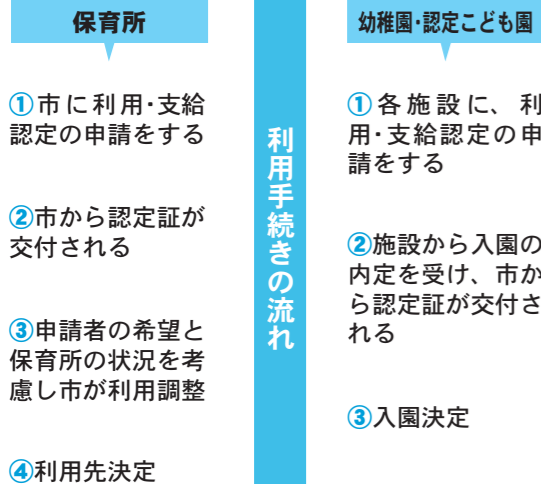 保育所
①市に利用・支給
認定の申請をする
②市から認定証が
交付される
③申請者の希望と
保育所の状況を考
慮し市が利用調整
④利用先決定
利用手続きの流れ
幼稚園・認定こども園
①各施設に、利
用・支給認定の申
請をする
②施設から入園の
内定を受け、市か
ら認定証が交付さ
れる
③入園決定